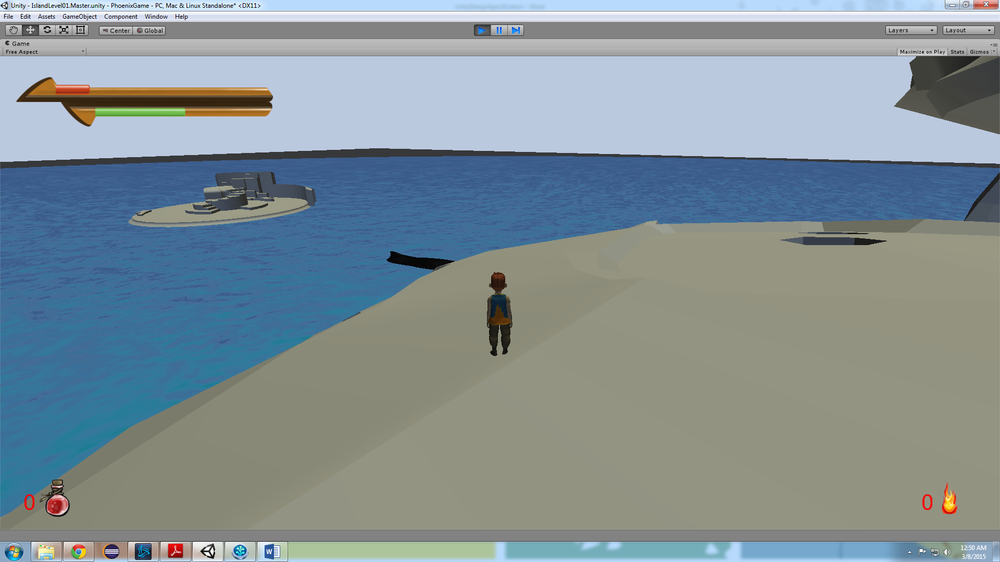 Unity - IslandLevel01.Master.unity - PhoenixGame - PC, Mac & Linux Standalone* <DX11>
File Edit Assets GameObject Component Window Help
Center Global Layers Layout
Game
Free Aspect Maximize on Play Stats Gizmos
0 0
W
12:50 AM
3/8/2015